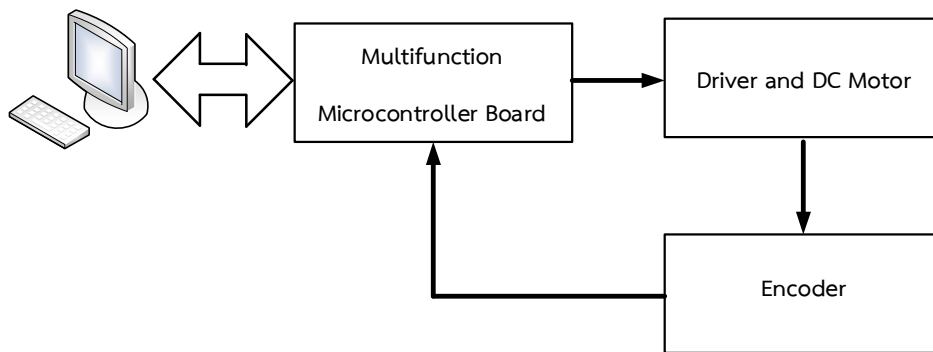 Multifunction
Microcontroller Board
Driver and DC Motor
Encoder